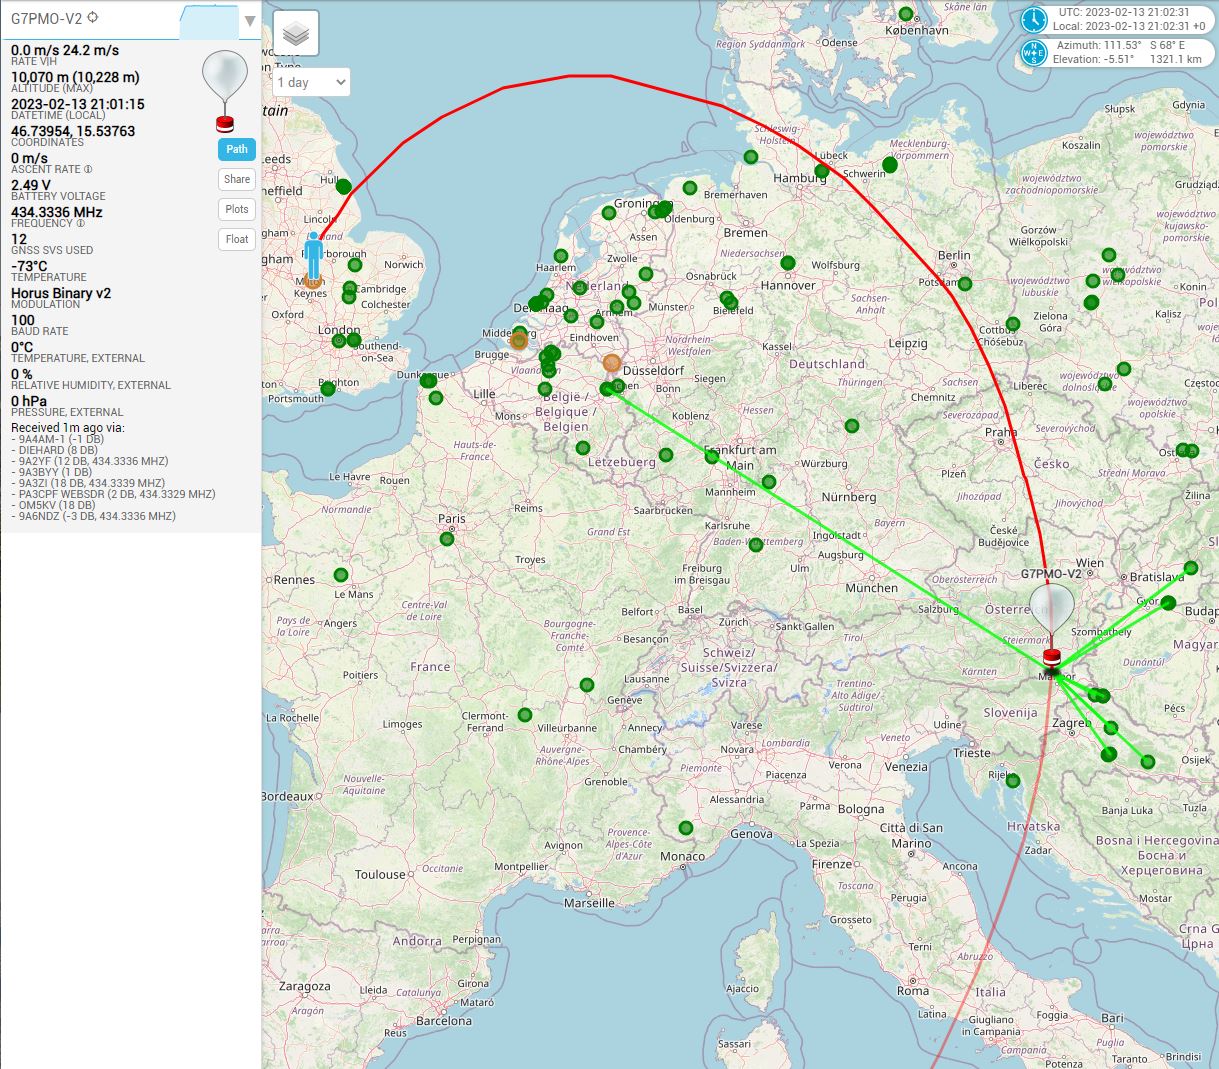 G7PMO-V2
0.0 m/s 24.2 m/s
RATE V|H
10,070 m (10,228 m)
ALTITUDE (MAX)
2023-02-13 21:01:15
DATETIME (LOCAL)
46.73954, 15.53763
COORDINATES
0 m/s
ASCENT RATE
2.49 V
BATTERY VOLTAGE
434.3336 MHz
FREQUENCY
12
GNSS SVS USED
-73°C
TEMPERATURE
Horus Binary v2
MODULATION
100
BAUD RATE
0°C
TEMPERATURE, EXTERNAL
0 %
RELATIVE HUMIDITY, EXTERNAL
0 hPa
PRESSURE, EXTERNAL
Received 1m ago via:
- 9A4AM-1 (-1 DB)
- DIEHARD (8 DB)
- 9A2YF (12 DB, 434.3336 MHZ)
- 9A3BYY (1 DB)
- 9A3ZI (18 DB, 434.3339 MHZ)
- PA3CPF WEBSDR (2 DB, 434.3329 MHZ)
- OM5KV (18 DB)
- 9A6NDZ (-3 DB, 434.3336 MHZ)
Path
Share
Plots
Float
1 day
UTC: 2023-02-13 21:02:31
Local: 2023-02-13 21:02:31 +0
Azimuth: 111.53° S 68° E
Elevation: -5.51° 1321.1 km
Region Syddanmark
Odense
København
Skåne län
Gdynia
Słupsk
Koszalin
województwo pomorskie
Schleswig-Holstein
Lübeck
Mecklenburg-Vorpommern
Hamburg
Schwerin
województwo zachodniopomorskie
Grudziądz
Bremerhaven
Groningen
Oldenburg
Bremen
Assen
Lincoln
Norwich
Haarlem
Zwolle
Niedersachsen
Wolfsburg
Berlin
Potsdam
Gorzów Wielkopolski
województwo kujawsko-pomorskie
Osnabrück
Hannover
województwo lubuskie
województwo wielkopolskie
Cambridge
Colchester
Keynes
Oxford
Nederland
Den Haag
Arnhem
Münster
Bielefeld
Sachsen-Anhalt
Zielona Góra
Kalisz
London
Southend-on-Sea
Eindhoven
Brugge
Kassel
Leipzig
Cottbus - Chóśebuz
Nordrhein-Westfalen
Düsseldorf
Deutschland
Portsmouth
Brighton
Dunkerque
Lille
Mons
België / Belgique / Belgien
Bonn
Siegen
Thüringen
Sachsen
Chemnitz
Liberec
województwo dolnośląskie
województwo opolskie
Koblenz
Hessen
Severozápad
Severovýchod
Praha
Hauts-de-France
Lëtzebuerg
Frankfurt am Main
Würzburg
Plzeň
Česko
Střední Morava
Le Havre
Rouen
Mannheim
Nürnberg
Jihozápad
Jihovýchod
Žilina
Normandie
Reims
Saarbrücken
Paris
Grand Est
Karlsruhe
Baden-Württemberg
Ingolstadt
Bayern
České Budějovice
Troyes
Augsburg
Rennes
Le Mans
Freiburg im Breisgau
Ulm
München
Oberösterreich
G7PMO-V2
Wien
Bratislava
Centre-Val de Loire
Belfort
Basel
Zürich
Sankt Gallen
Salzburg
Österreich
Győr
Pays de la Loire
Angers
Bourgogne-Franche-Comté
Besançon
Schweiz/ Suisse/Svizzera/ Svizra
Tirol
Steiermark
Szombathely
Dunántúl
France
Poitiers
Lausanne
Genève
Trentino-Alto Adige/Südtirol
Kärnten
Slovenija
Zagreb
Pécs
La Rochelle
Limoges
Clermont-Ferrand
Villeurbanne
Annecy
Varese
Udine
Chambéry
Novara
Lombardia
Veneto
Trieste
Auvergne-Rhône-Alpes
Piemonte
Piacenza
Verona
Venezia
Rijeka
Osijek
Nouvelle-Aquitaine
Grenoble
Bordeaux
Alessandria
Parma
Bologna
Banja Luka
Tuzla
Provence-Alpes-Côte d'Azur
Genova
Città di San Marino
Hrvatska
Bosna i Hercegovina
Босна и Херцеговина
Avignon
Monaco
La Spezia
Zadar
Toulouse
Occitanie
Montpellier
Firenze
Ancona
Toscana
Perugia
Mostar
Marseille
Grosseto
Andorra
Perpignan
Terni
Abruzzo
Crna G
Црна
Zaragoza
Lleida
Catalunya
Girona
Mataró
Aragón
Barcelona
Reus
Ajaccio
Roma
Latina
Italia
Giugliano in Campania
Campania
Foggia
Bari
Puglia
Potenza
Taranto
Brindisi
Sassari